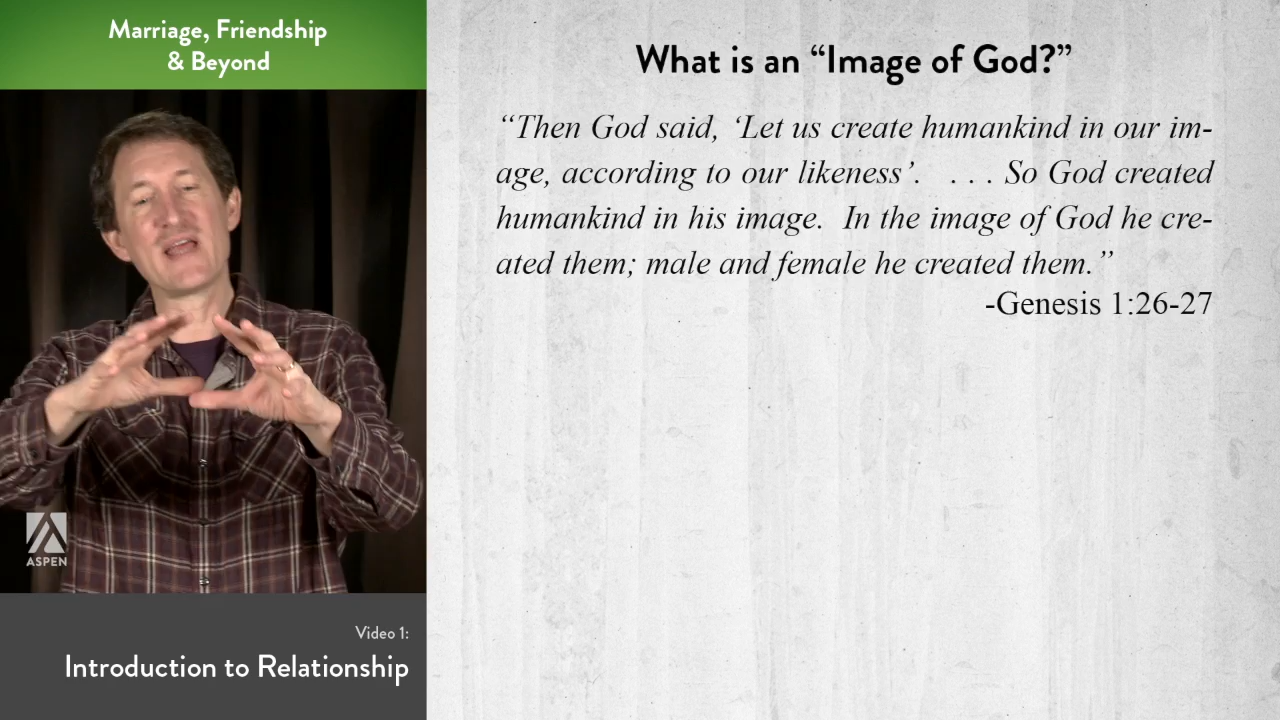 Marriage, Friendship
& Beyond
ASPEN
Video 1:
Introduction to Relationship
What is an “Image of God?”
“Then God said, ‘Let us create humankind in our im-
age, according to our likeness’. . . . So God created
humankind in his image. In the image of God he cre-
ated them; male and female he created them.”
-Genesis 1:26-27